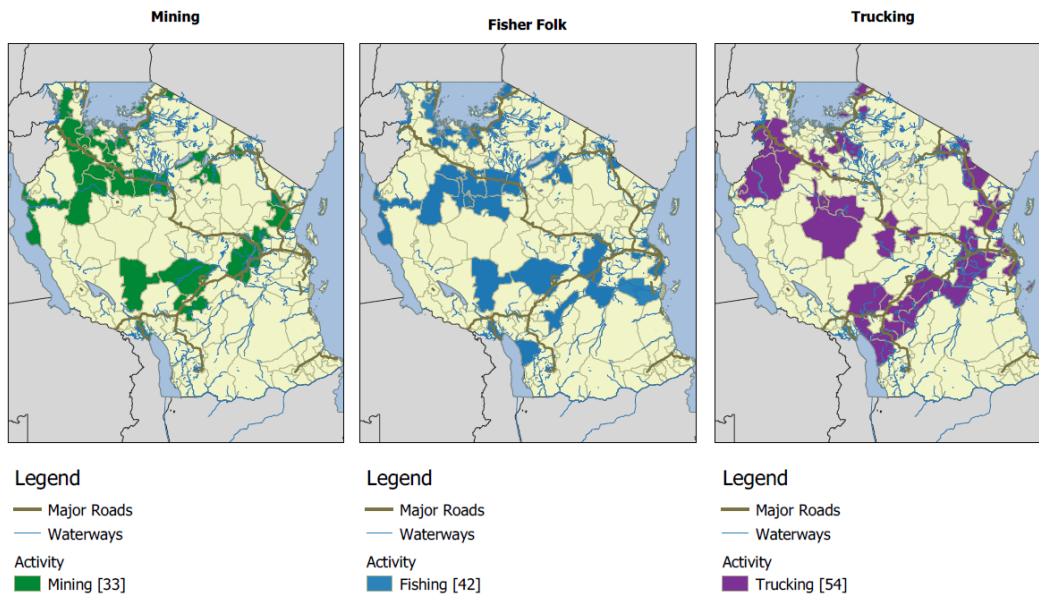 Mining
Fisher Folk
Trucking
Legend
Major Roads
Waterways
Activity
Mining [33]
Legend
Major Roads
Waterways
Activity
Fishing [42]
Legend
Major Roads
Waterways
Activity
Trucking [54]